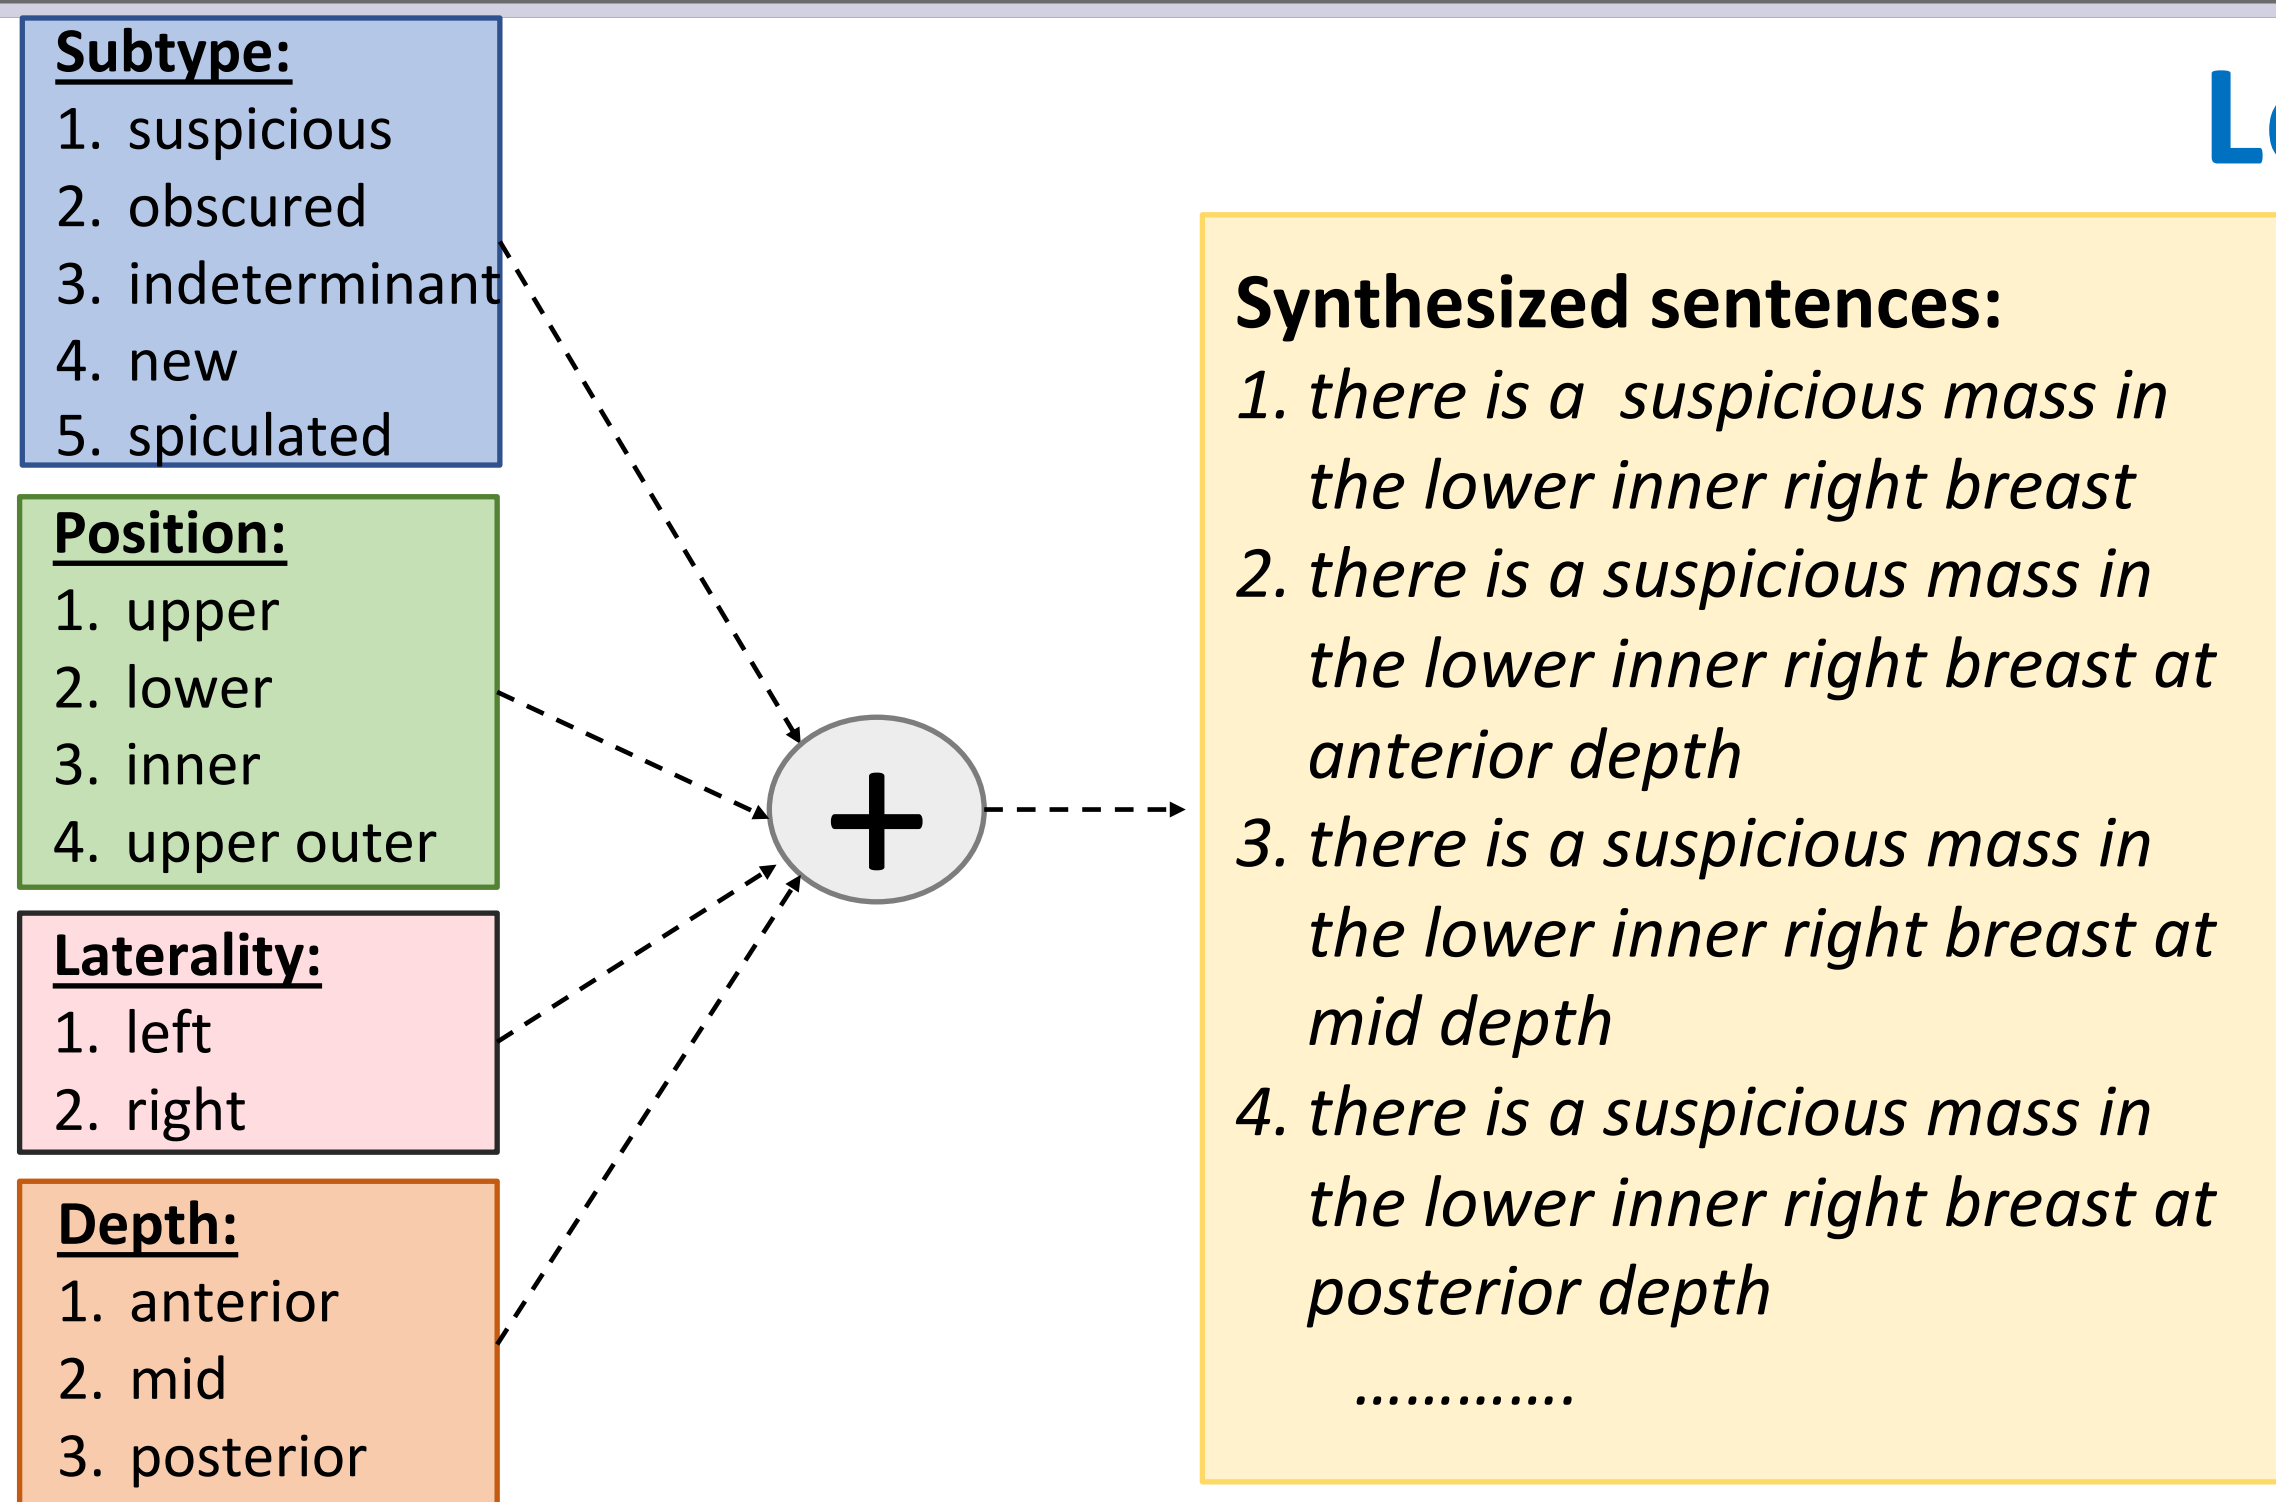 Subtype:
1. suspicious
2. obscured
3. indeterminant
4. new
5. spiculated
Position:
1. upper
2. lower
3. inner
4. upper outer
Laterality:
1. left
2. right
Depth:
1. anterior
2. mid
3. posterior
+
Synthesized sentences:
1. there is a  suspicious mass in
the lower inner right breast
2. there is a suspicious mass in
the lower inner right breast at
anterior depth
3. there is a suspicious mass in
the lower inner right breast at
mid depth
4. there is a suspicious mass in
the lower inner right breast at
posterior depth
………….